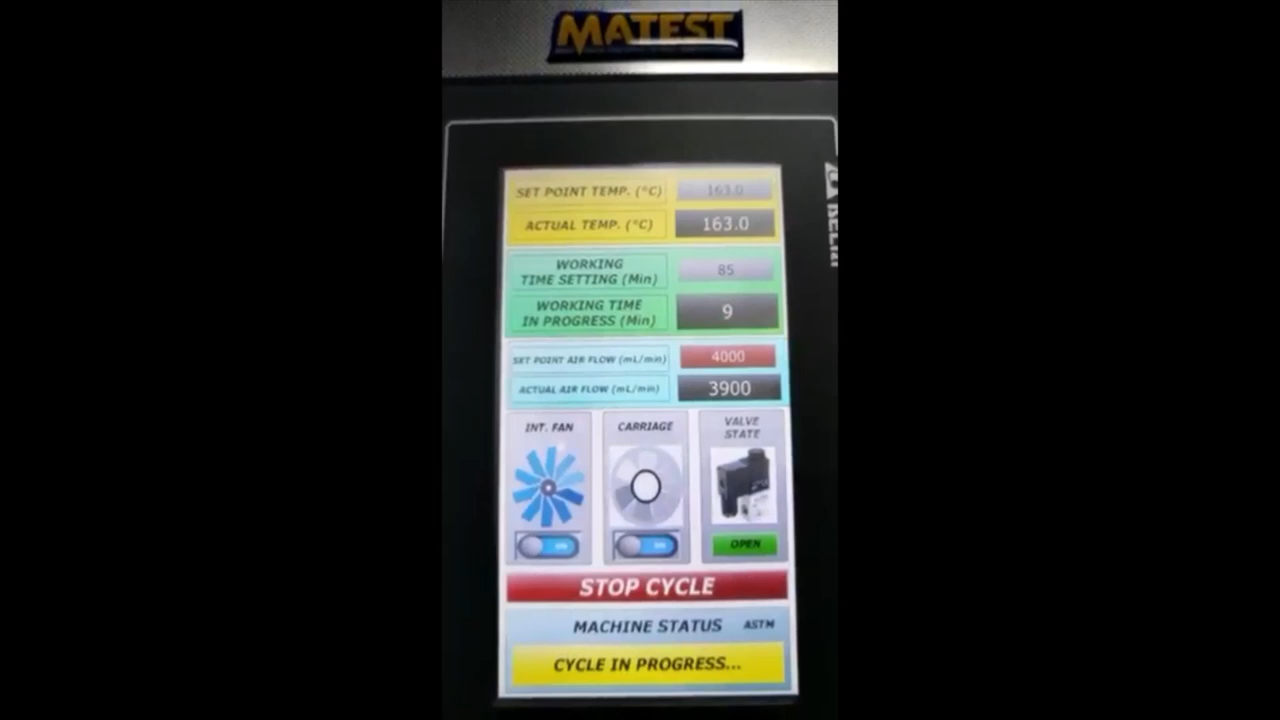 MATEST
SET POINT TEMP. (°C)
163.0
ACTUAL TEMP. (°C)
163.0
WORKING
TIME SETTING (Min)
85
WORKING TIME
IN PROGRESS (Min)
9
SET POINT AIR FLOW (mL/min)
4000
ACTUAL AIR FLOW (mL/min)
3900
INT. FAN
CARRIAGE
VALVE
STATE
OPEN
STOP CYCLE
MACHINE STATUS
ASTM
CYCLE IN PROGRESS...